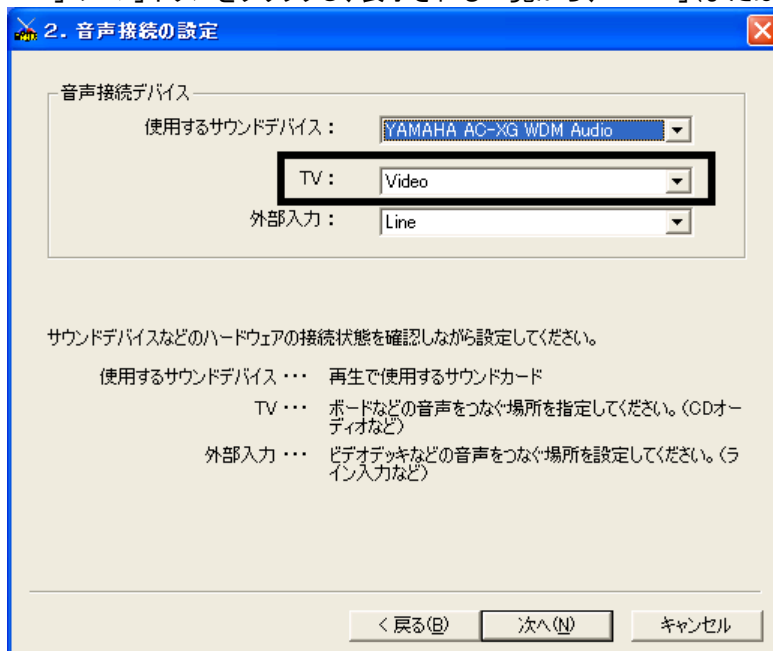 2. 音声接続の設定
音声接続デバイス
使用するサウンドデバイス： YAMAHA AC-XG WDM Audio
TV： Video
外部入力： Line
サウンドデバイスなどのハードウェアの接続状態を確認しながら設定してください。
使用するサウンドデバイス・・・ 再生で使用するサウンドカード
TV・・・ ボードなどの音声をつなぐ場所を指定してください。（CDオー
ディオなど）
外部入力・・・ ビデオデッキなどの音声をつなぐ場所を設定してください。（ラ
イン入力など）
< 戻る(B) 次へ(N) キャンセル